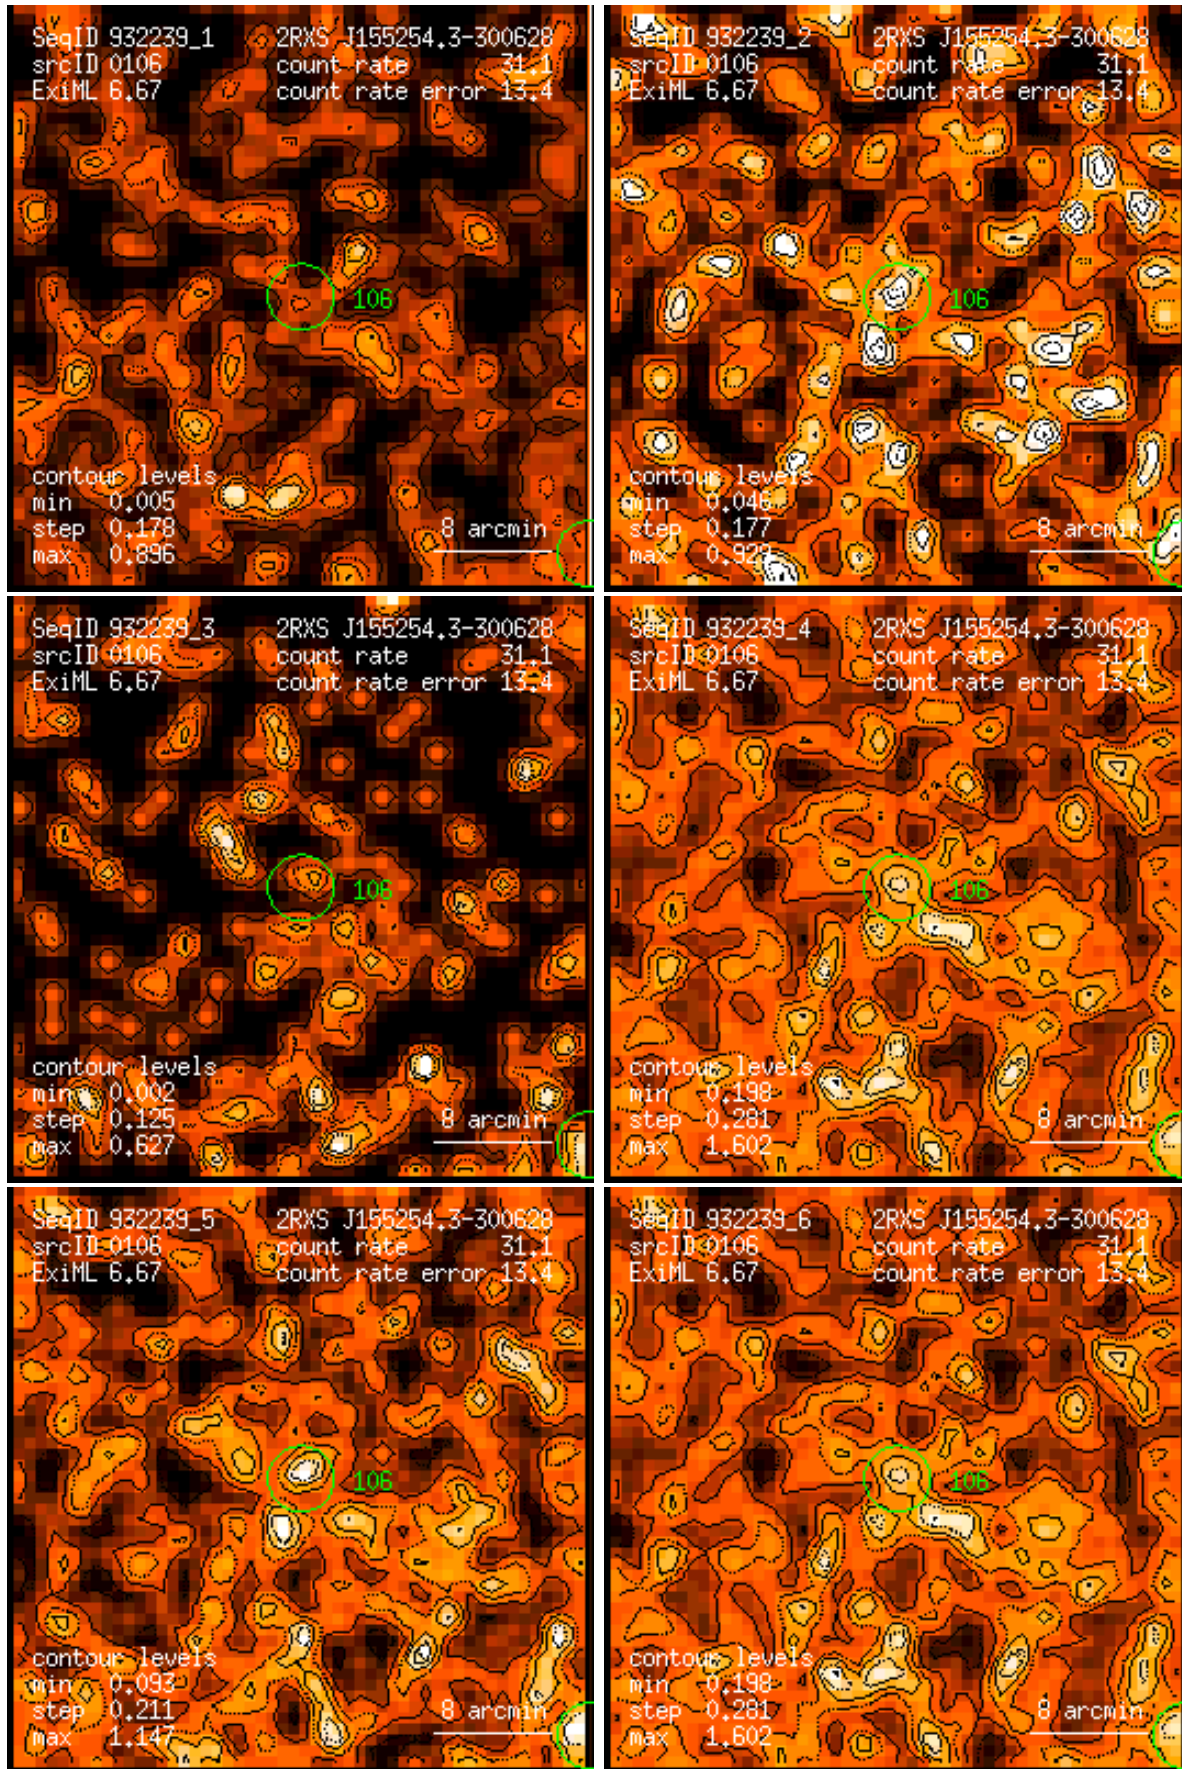 SeqID 932239_1 2RXS J155254.3-300628
srcID 0106 count rate 31.1
ExiML 6.67 count rate error 13.4
106
contour levels
min 0.005
step 0.178 8 arcmin
max 0.896
SeqID 932239_2 2RXS J155254.3-300628
srcID 0106 count rate 31.1
ExiML 6.67 count rate error 13.4
106
contour levels
min 0.046
step 0.177 8 arcmin
max 0.929
SeqID 932239_3 2RXS J155254.3-300628
srcID 0106 count rate 31.1
ExiML 6.67 count rate error 13.4
106
contour levels
min 0.002
step 0.125 8 arcmin
max 0.627
SeqID 932239_4 2RXS J155254.3-300628
srcID 0106 count rate 31.1
ExiML 6.67 count rate error 13.4
106
contour levels
min 0.198
step 0.281 8 arcmin
max 1.602
SeqID 932239_5 2RXS J155254.3-300628
srcID 0106 count rate 31.1
ExiML 6.67 count rate error 13.4
106
contour levels
min 0.093
step 0.211 8 arcmin
max 1.147
SeqID 932239_6 2RXS J155254.3-300628
srcID 0106 count rate 31.1
ExiML 6.67 count rate error 13.4
106
contour levels
min 0.198
step 0.281 8 arcmin
max 1.602